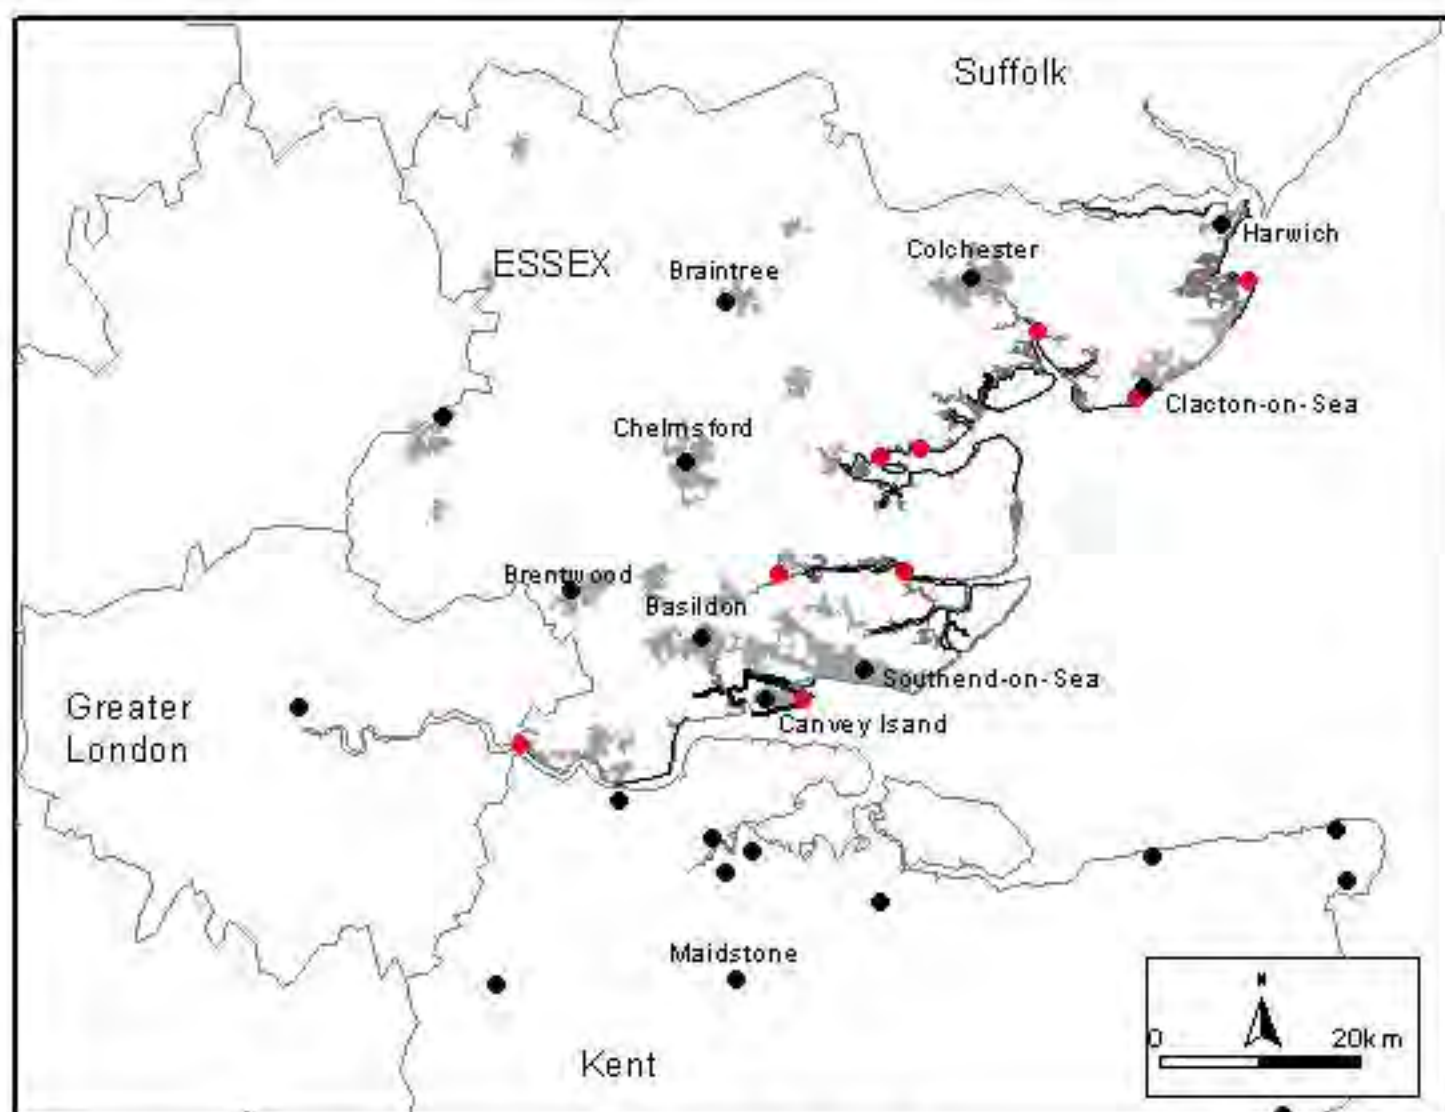 Suffolk
Harwich
Colchester
ESSEX
Braintree
Clacton-on-Sea
Chelmsford
Brentwood
Basildon
Southend-on-Sea
Greater
London
Canvey Isand
Maidstone
N
0 20km
Kent